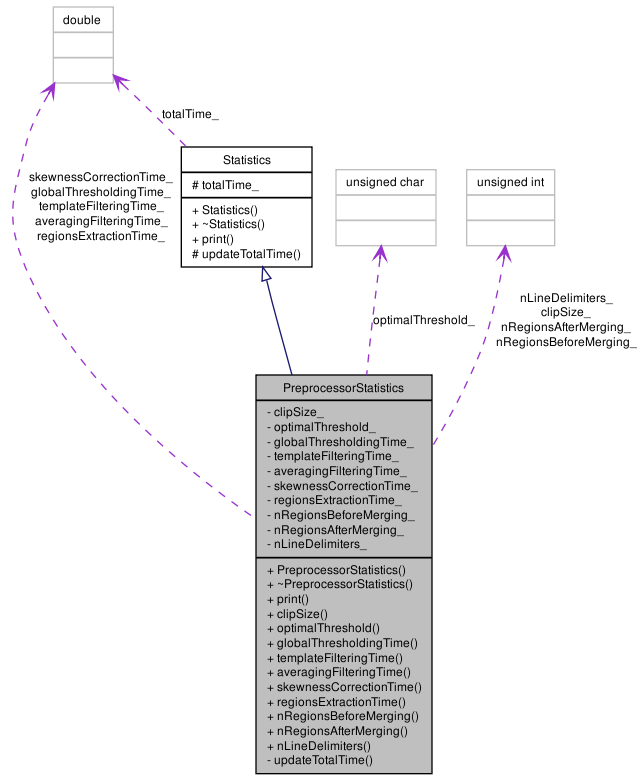 double
totalTime_
Statistics
# totalTime_
+ Statistics()
+ ~Statistics()
+ print()
# updateTotalTime()
unsigned char
unsigned int
skewnessCorrectionTime_
globalThresholdingTime_
templateFilteringTime_
averagingFilteringTime_
regionsExtractionTime_
optimalThreshold_
nLineDelimiters_
clipSize_
nRegionsAfterMerging_
nRegionsBeforeMerging_
PreprocessorStatistics
- clipSize_
- optimalThreshold_
- globalThresholdingTime_
- templateFilteringTime_
- averagingFilteringTime_
- skewnessCorrectionTime_
- regionsExtractionTime_
- nRegionsBeforeMerging_
- nRegionsAfterMerging_
- nLineDelimiters_
+ PreprocessorStatistics()
+ ~PreprocessorStatistics()
+ print()
+ clipSize()
+ optimalThreshold()
+ globalThresholdingTime()
+ templateFilteringTime()
+ averagingFilteringTime()
+ skewnessCorrectionTime()
+ regionsExtractionTime()
+ nRegionsBeforeMerging()
+ nRegionsAfterMerging()
+ nLineDelimiters()
- updateTotalTime()